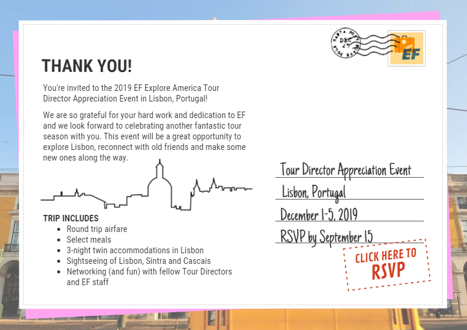 THANK YOU!
You're invited to the 2019 EF Explore America Tour
Director Appreciation Event in Lisbon, Portugal!
We are so grateful for your hard work and dedication to EF
and we look forward to celebrating another fantastic tour
season with you. This event will be a great opportunity to
explore Lisbon, reconnect with old friends and make some
new ones along the way.
TRIP INCLUDES
• Round trip airfare
• Select meals
• 3-night twin accommodations in Lisbon
• Sightseeing of Lisbon, Sintra and Cascais
• Networking (and fun) with fellow Tour Directors
and EF staff
EF
Tour Director Appreciation Event
Lisbon, Portugal
December 1-5, 2019
RSVP by September 15
CLICK HERE TO
RSVP